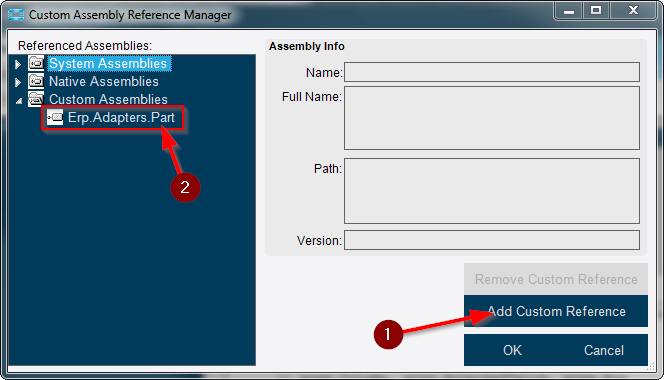 Custom Assembly Reference Manager
Referenced Assemblies:
System Assemblies
Native Assemblies
Custom Assemblies
Erp.Adapters.Part
2
Assembly Info
Name:
Full Name:
Path:
Version:
Remove Custom Reference
1
Add Custom Reference
OK Cancel